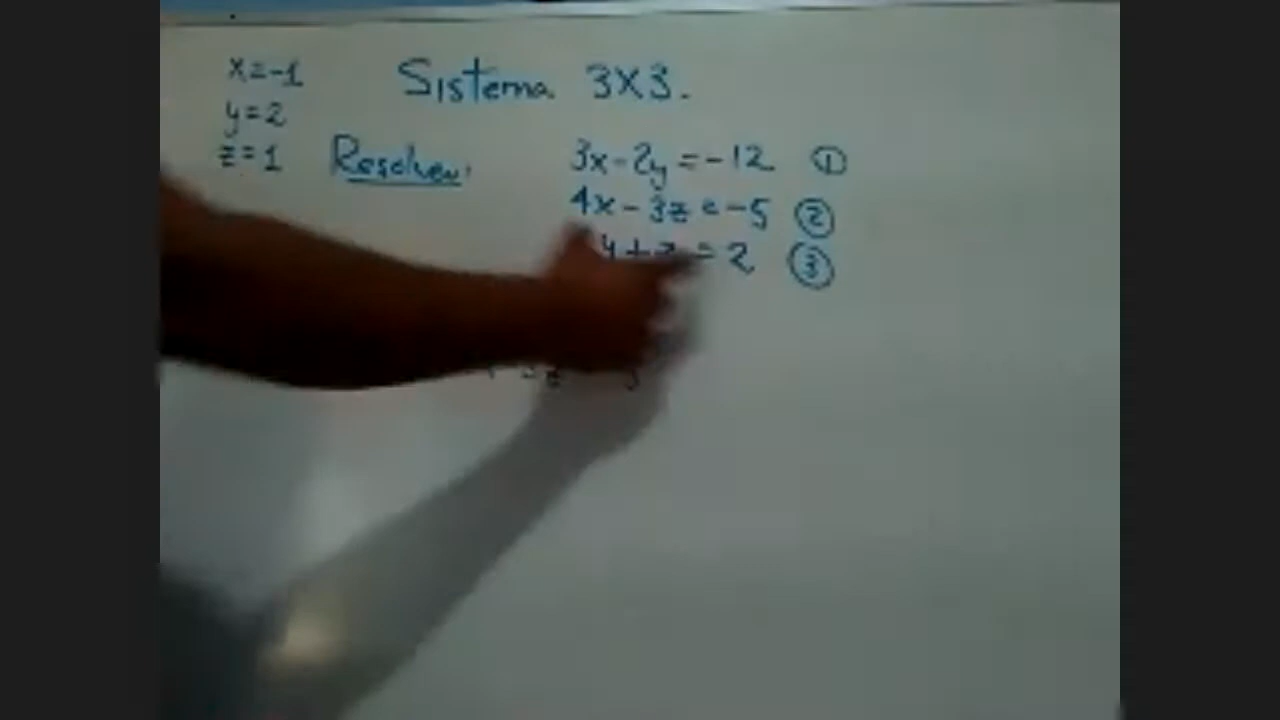 Sistema 3x3.
x=-1
y=2
z=1
Resolver:
3x-2y=-12 ①
4x-3z=-5 ②
y+z=2 ③